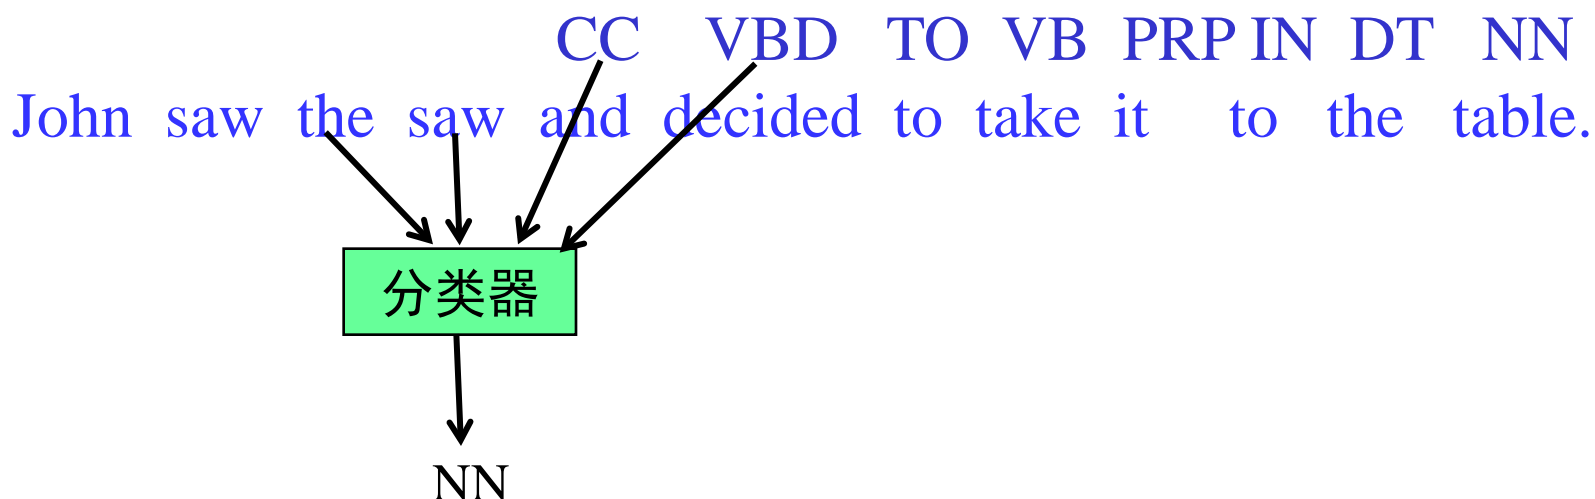 CC VBD TO VB PRP IN DT NN
John saw the saw and decided to take it to the table.
分类器
NN